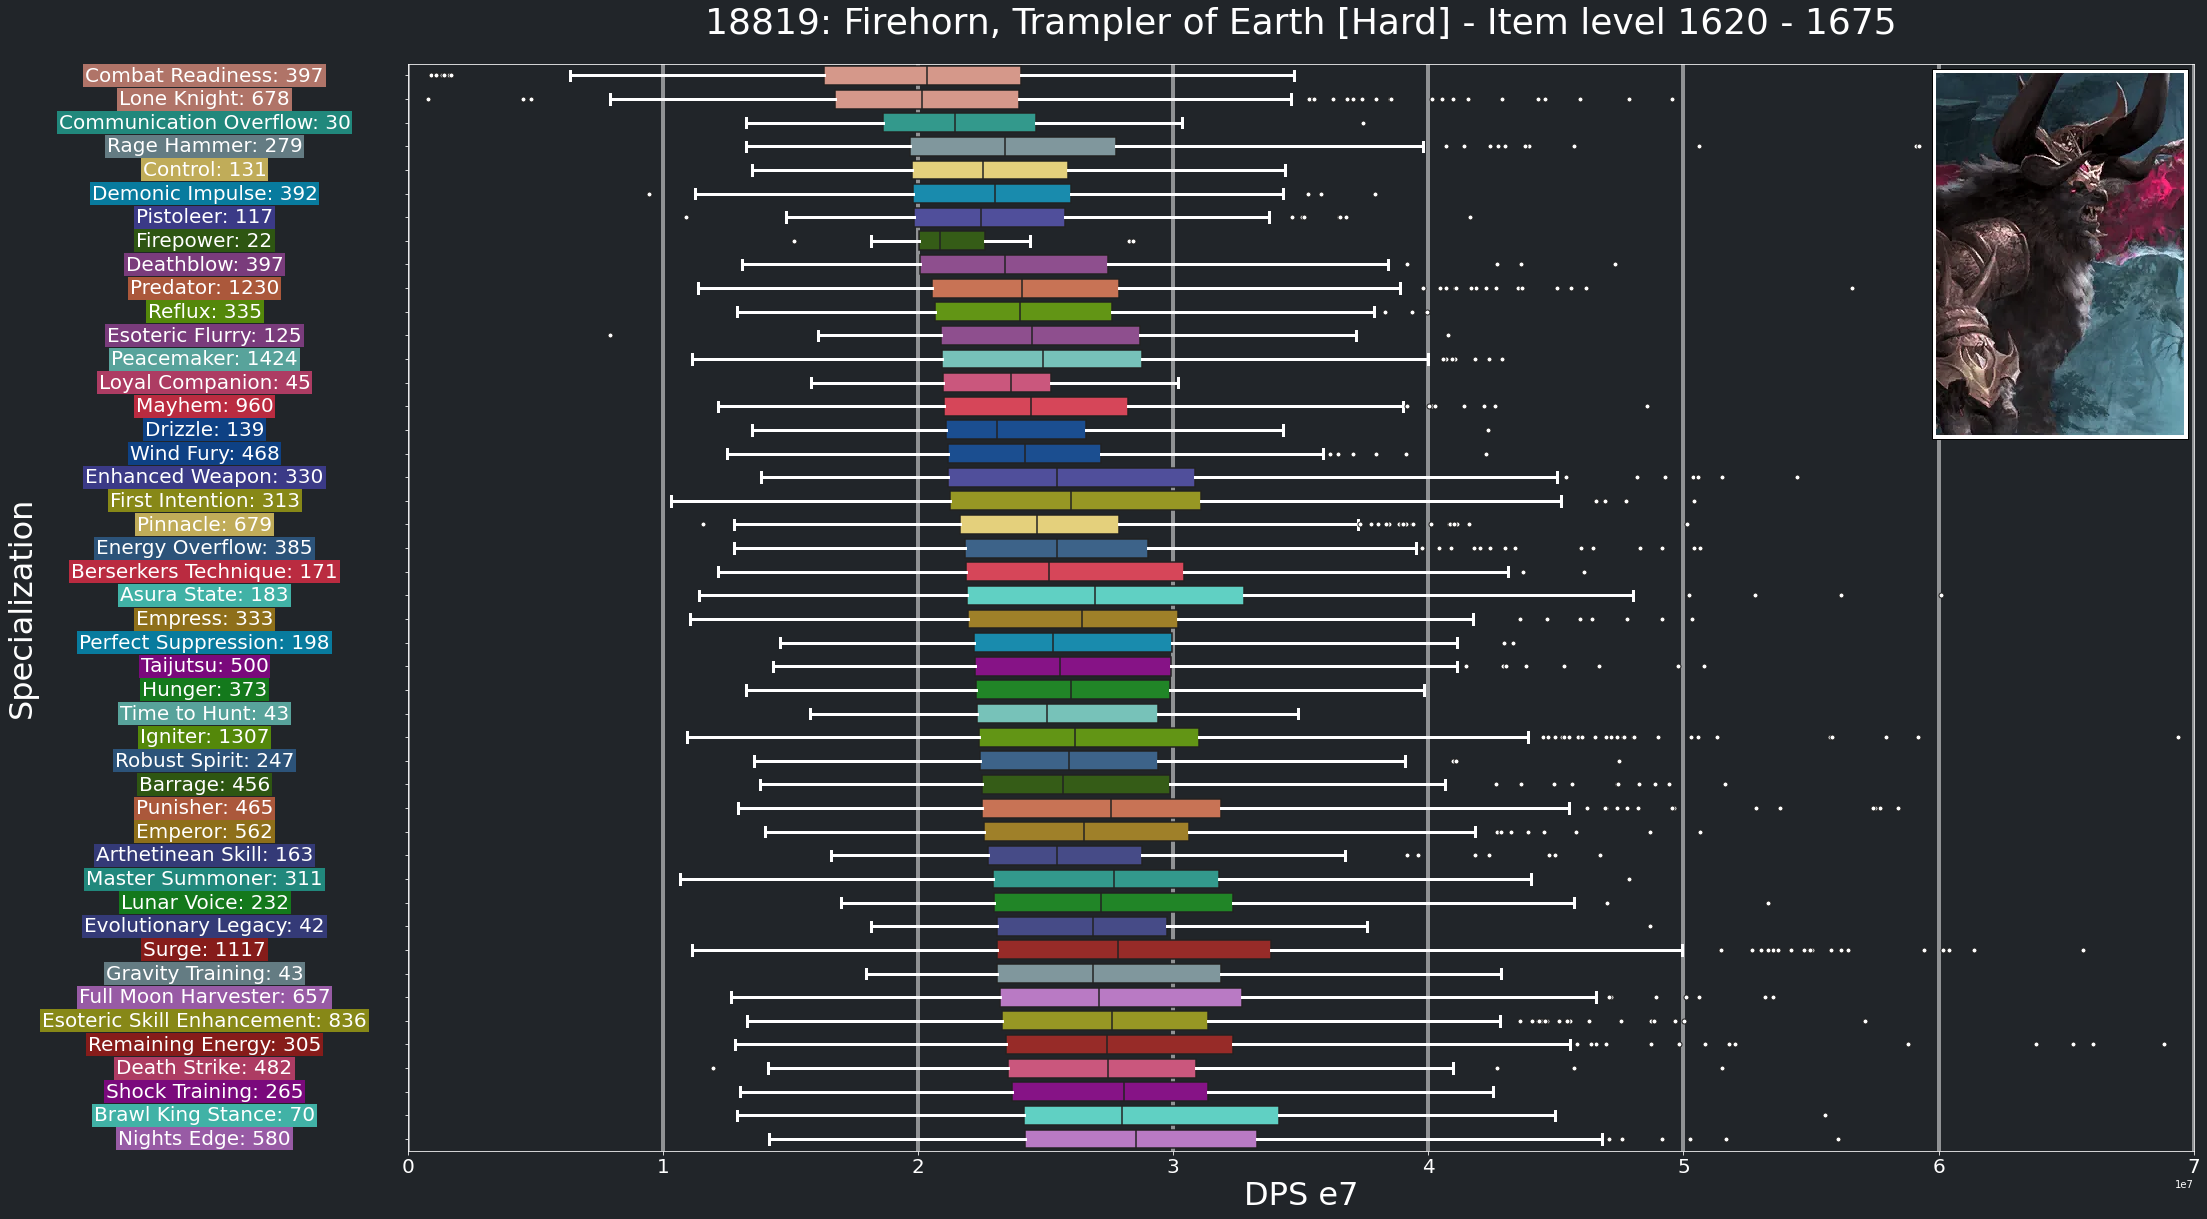 18819: Firehorn, Trampler of Earth [Hard] - Item level 1620 - 1675
Combat Readiness: 397
Lone Knight: 678
Communication Overflow: 30
Rage Hammer: 279
Control: 131
Demonic Impulse: 392
Pistoleer: 117
Firepower: 22
Deathblow: 397
Predator: 1230
Reflux: 335
Esoteric Flurry: 125
Peacemaker: 1424
Loyal Companion: 45
Mayhem: 960
Drizzle: 139
Wind Fury: 468
Enhanced Weapon: 330
First Intention: 313
Pinnacle: 679
Energy Overflow: 385
Berserkers Technique: 171
Asura State: 183
Empress: 333
Perfect Suppression: 198
Taijutsu: 500
Hunger: 373
Time to Hunt: 43
Igniter: 1307
Robust Spirit: 247
Barrage: 456
Punisher: 465
Emperor: 562
Arthetinean Skill: 163
Master Summoner: 311
Lunar Voice: 232
Evolutionary Legacy: 42
Surge: 1117
Gravity Training: 43
Full Moon Harvester: 657
Esoteric Skill Enhancement: 836
Remaining Energy: 305
Death Strike: 482
Shock Training: 265
Brawl King Stance: 70
Nights Edge: 580
Specialization
0 1 2 3 4 5 6 7
DPS e7
1e7